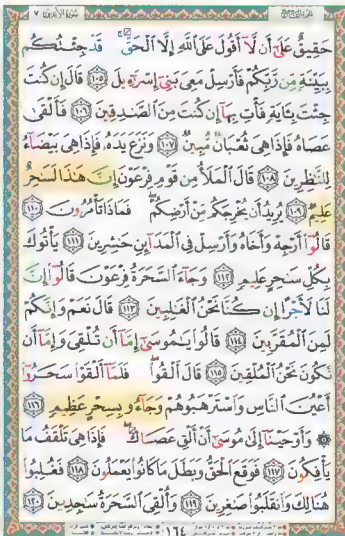 سورة الأعراف ٧
حَقِيقٌ عَلَىٰ أَن لَّا أَقُولَ عَلَى ٱللَّهِ إِلَّا ٱلْحَقَّ ۚ قَدْ جِئْتُكُم
بِبَيِّنَةٍ مِّن رَّبِّكُمْ فَأَرْسِلْ مَعِىَ بَنِىٓ إِسْرَٰٓءِيلَ ١٠٥ قَالَ إِن كُنتَ
جِئْتَ بِـَٔايَةٍ فَأْتِ بِهَآ إِن كُنتَ مِنَ ٱلصَّـٰدِقِينَ ١٠٦ فَأَلْقَىٰ
عَصَاهُ فَإِذَا هِىَ ثُعْبَانٌ مُّبِينٌ ١٠٧ وَنَزَعَ يَدَهُۥ فَإِذَا هِىَ بَيْضَآءُ
لِلنَّـٰظِرِينَ ١٠٨ قَالَ ٱلْمَلَأُ مِن قَوْمِ فِرْعَوْنَ إِنَّ هَـٰذَا لَسَـٰحِرٌ
عَلِيمٌ ١٠٩ يُرِيدُ أَن يُخْرِجَكُم مِّنْ أَرْضِكُمْ ۖ فَمَاذَا تَأْمُرُونَ ١١٠
قَالُوٓا۟ أَرْجِهْ وَأَخَاهُ وَأَرْسِلْ فِى ٱلْمَدَآئِنِ حَـٰشِرِينَ ١١١ يَأْتُوكَ
بِكُلِّ سَـٰحِرٍ عَلِيمٍ ١١٢ وَجَآءَ ٱلسَّحَرَةُ فِرْعَوْنَ قَالُوٓا۟ إِنَّ
لَنَا لَأَجْرًا إِن كُنَّا نَحْنُ ٱلْغَـٰلِبِينَ ١١٣ قَالَ نَعَمْ وَإِنَّكُمْ
لَمِنَ ٱلْمُقَرَّبِينَ ١١٤ قَالُوا۟ يَـٰمُوسَىٰٓ إِمَّآ أَن تُلْقِىَ وَإِمَّآ أَن
نَّكُونَ نَحْنُ ٱلْمُلْقِينَ ١١٥ قَالَ أَلْقُوا۟ ۖ فَلَمَّآ أَلْقَوْا۟ سَحَرُوٓا۟
أَعْيُنَ ٱلنَّاسِ وَٱسْتَرْهَبُوهُمْ وَجَآءُو بِسِحْرٍ عَظِيمٍ ١١٦
۞ وَأَوْحَيْنَآ إِلَىٰ مُوسَىٰٓ أَنْ أَلْقِ عَصَاكَ ۖ فَإِذَا هِىَ تَلْقَفُ مَا
يَأْفِكُونَ ١١٧ فَوَقَعَ ٱلْحَقُّ وَبَطَلَ مَا كَانُوا۟ يَعْمَلُونَ ١١٨ فَغُلِبُوا۟
هُنَالِكَ وَٱنقَلَبُوا۟ صَـٰغِرِينَ ١١٩ وَأُلْقِىَ ٱلسَّحَرَةُ سَـٰجِدِينَ ١٢٠
١٦٤